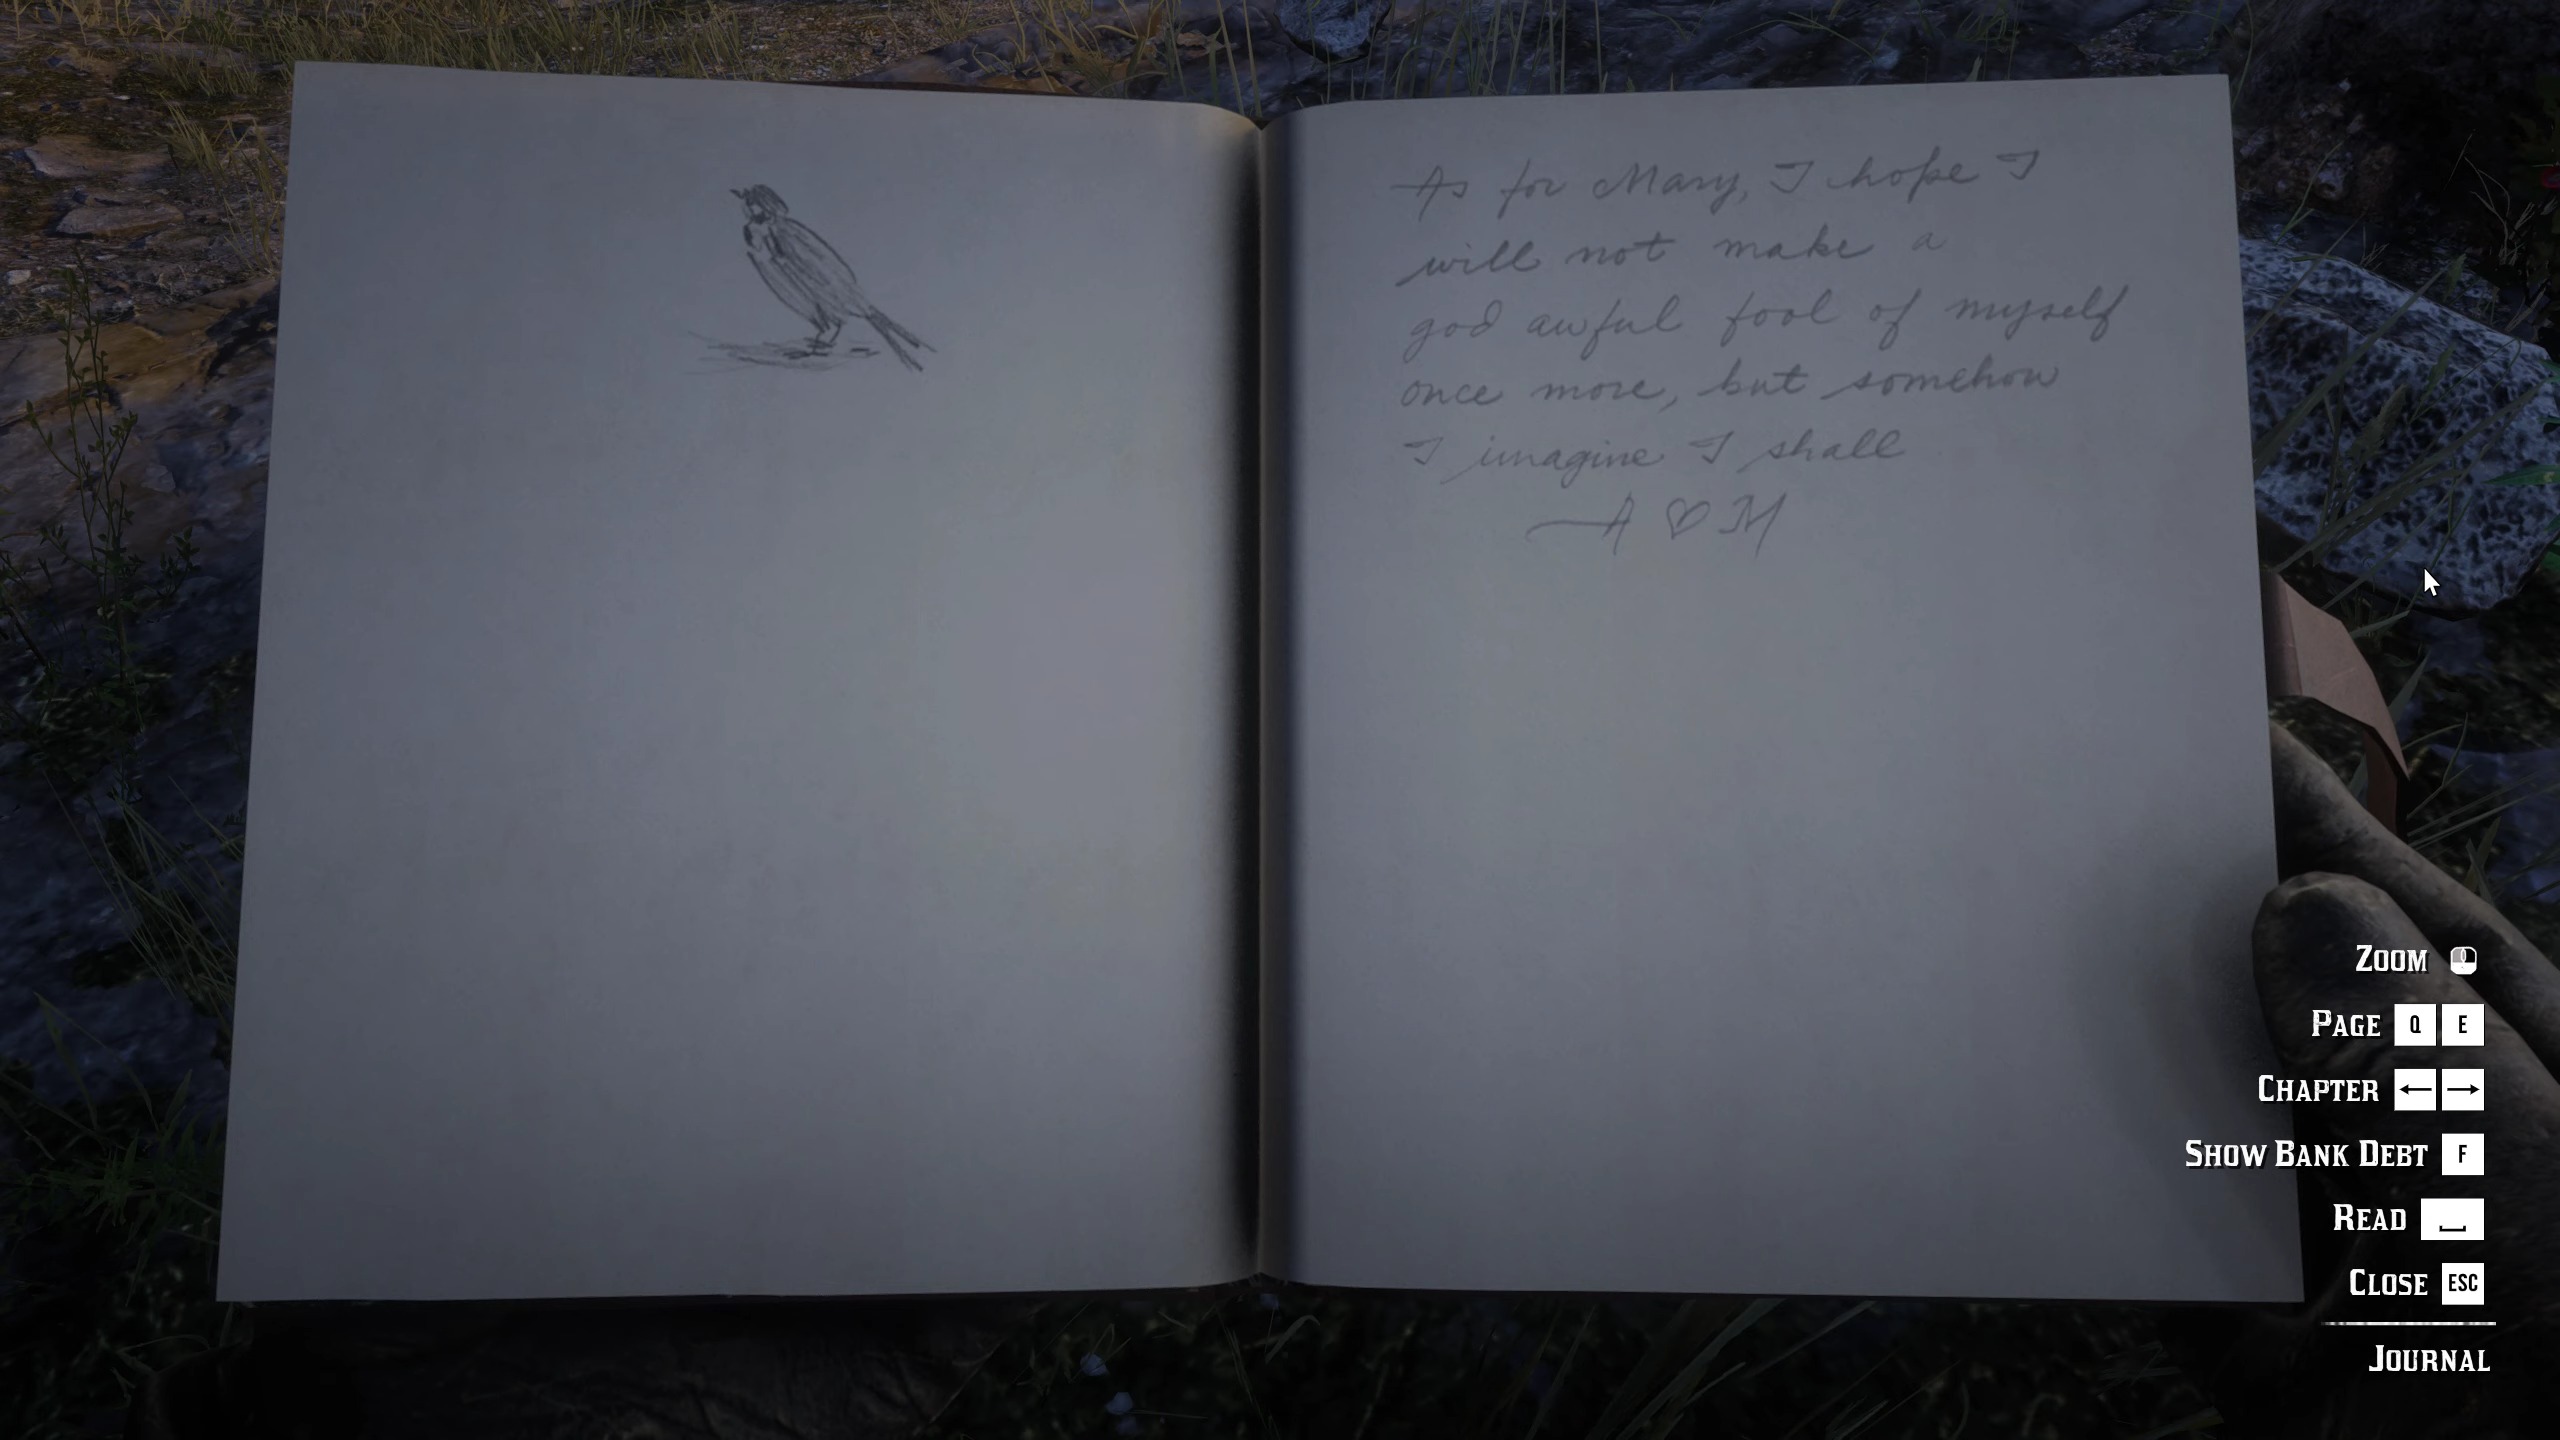 As for Mary, I hope I
will not make a
god awful fool of myself
once more, but somehow
I imagine I shall
A ♡ M
ZOOM
PAGE Q E
CHAPTER ← →
SHOW BANK DEBT F
READ
CLOSE ESC
JOURNAL